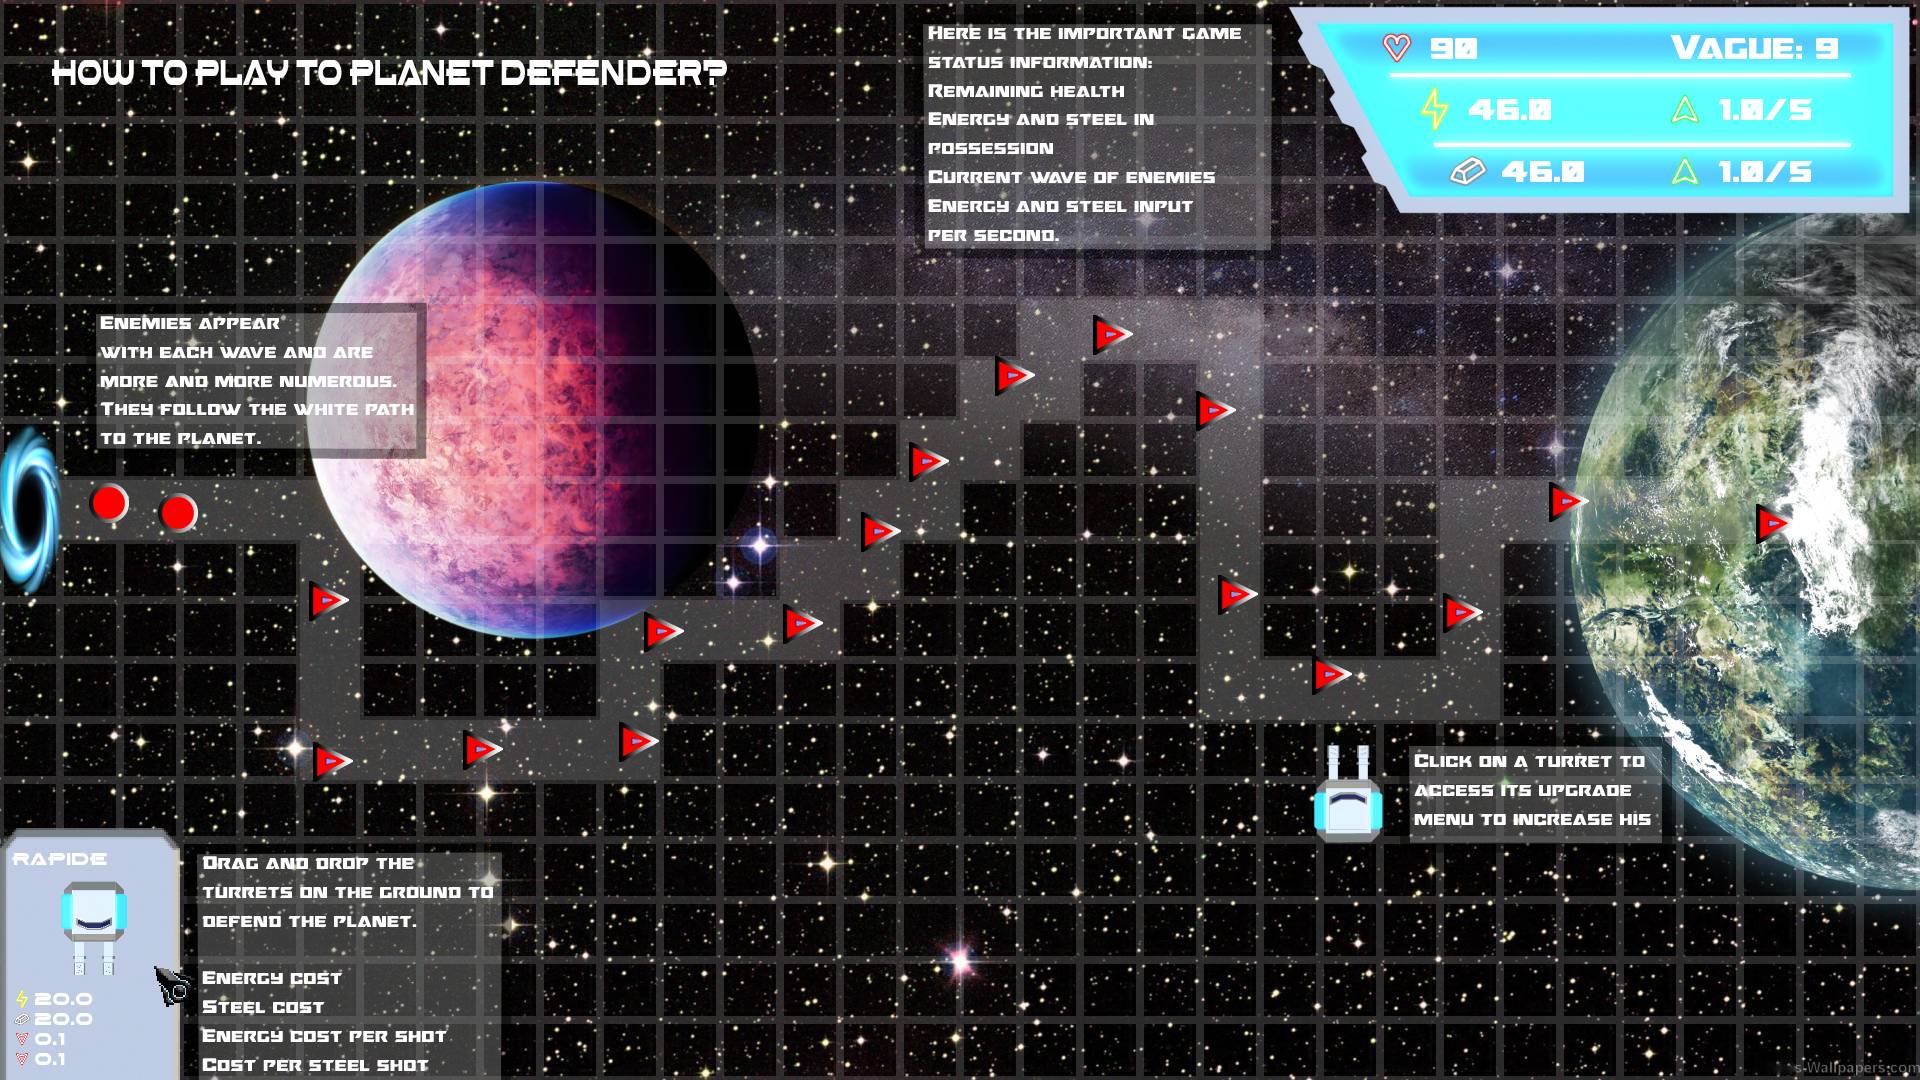 HOW TO PLAY TO PLANET DEFENDER?
HERE IS THE IMPORTANT GAME
STATUS INFORMATION:
REMAINING HEALTH
ENERGY AND STEEL IN
POSSESSION
CURRENT WAVE OF ENEMIES
ENERGY AND STEEL INPUT
PER SECOND.
90 VAGUE: 9
46.0 1.0/5
46.0 1.0/5
ENEMIES APPEAR
WITH EACH WAVE AND ARE
MORE AND MORE NUMEROUS.
THEY FOLLOW THE WHITE PATH
TO THE PLANET.
CLICK ON A TURRET TO
ACCESS ITS UPGRADE
MENU TO INCREASE HIS
RAPIDE
20.0
20.0
0.1
0.1
DRAG AND DROP THE
TURRETS ON THE GROUND TO
DEFEND THE PLANET.
ENERGY COST
STEEL COST
ENERGY COST PER SHOT
COST PER STEEL SHOT
s-Wallpapers.com